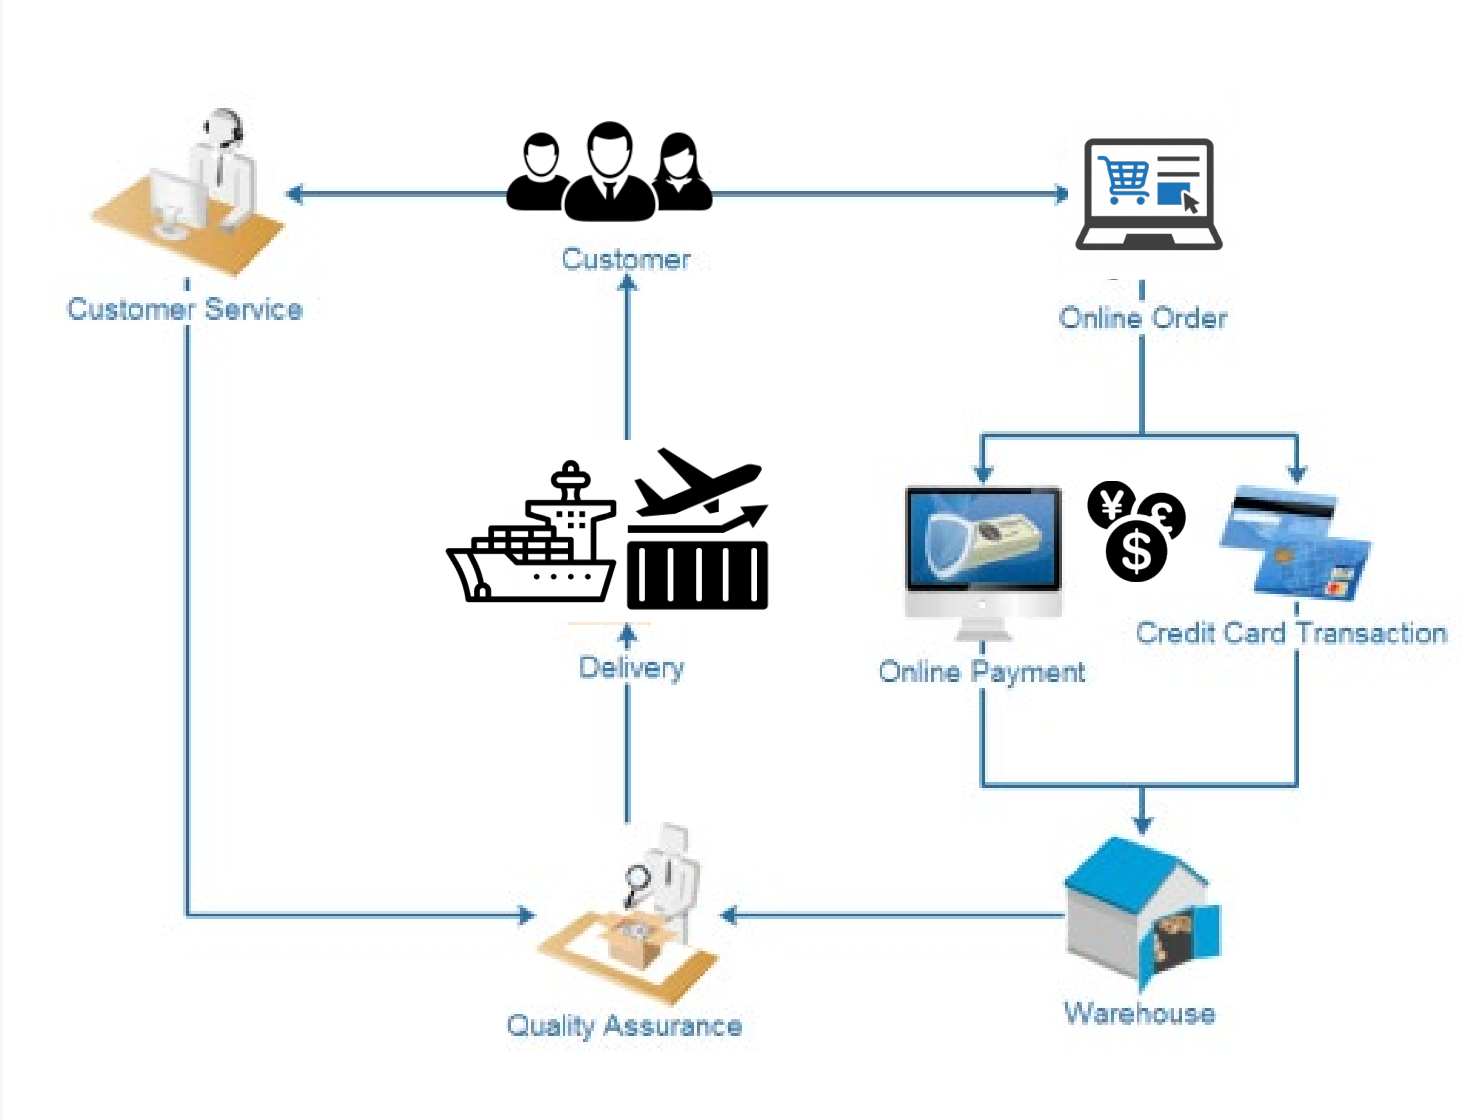 Customer
Customer Service
Online Order
¥
£
$
Credit Card Transaction
Delivery
Online Payment
Warehouse
Quality Assurance